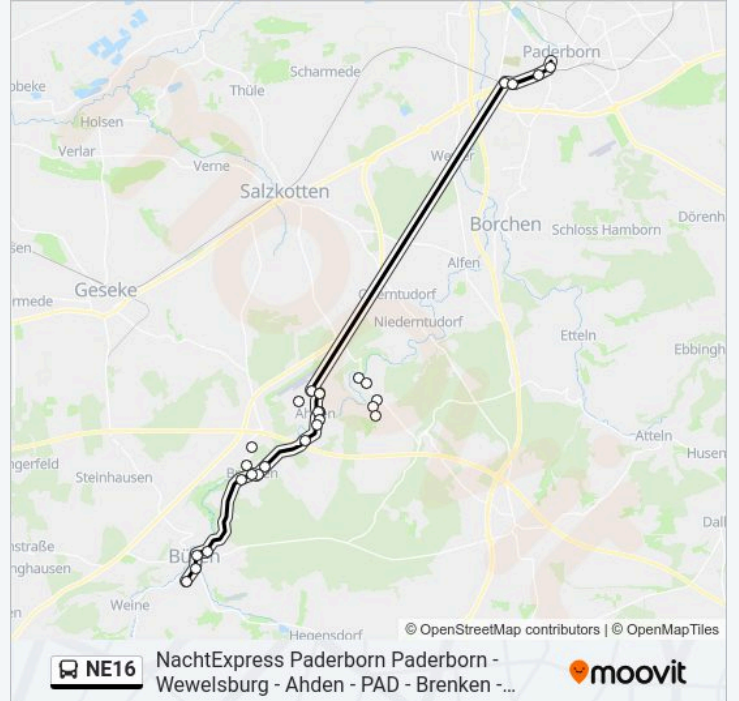 Paderborn
Scharmede
Thüle
Holsen
Verlar
Verne
Salzkotten
Borchen
Schloss Hamborn
Alfen
Geseke
Niederntudorf
Etteln
Atteln
Steinhausen
Weine
Hegensdorf
© OpenStreetMap contributors | © OpenMapTiles
NE16
NachtExpress Paderborn Paderborn -
Wewelsburg - Ahden - PAD - Brenken -...
moovit